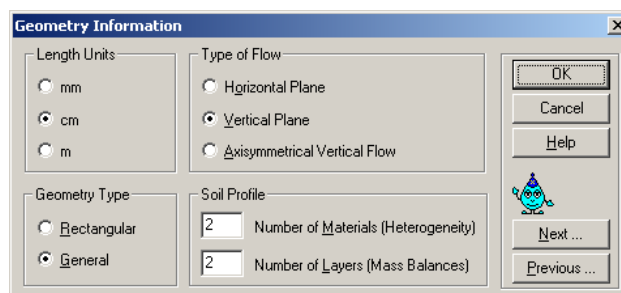 Geometry Information
Length Units
mm
cm
m
Type of Flow
Horizontal Plane
Vertical Plane
Axisymmetrical Vertical Flow
Geometry Type
Rectangular
General
Soil Profile
2 Number of Materials (Heterogeneity)
2 Number of Layers (Mass Balances)
OK
Cancel
Help
Next ...
Previous ...